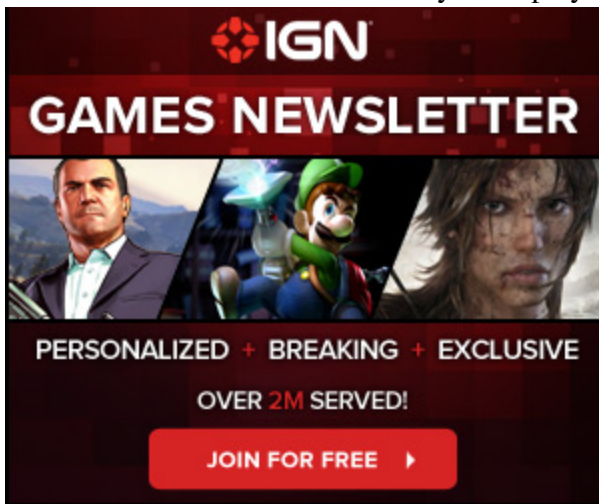 IGN
GAMES NEWSLETTER
PERSONALIZED + BREAKING + EXCLUSIVE
OVER 2M SERVED!
JOIN FOR FREE